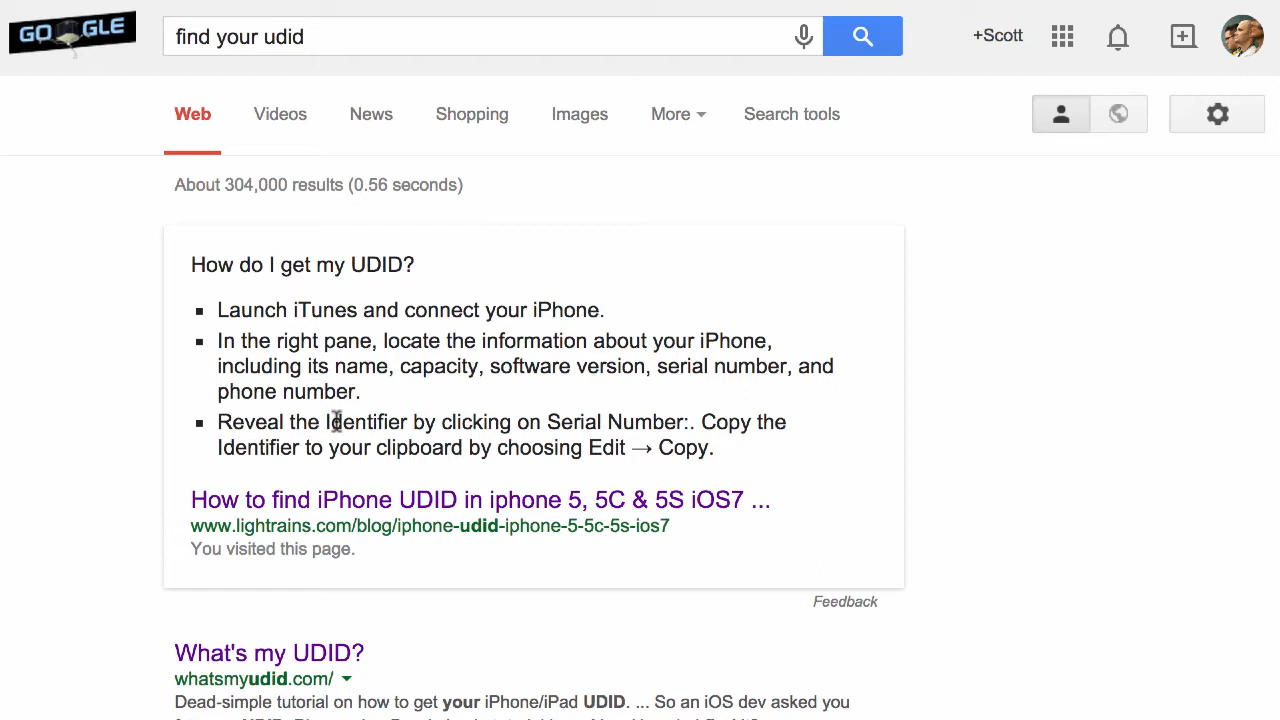 GO GLE
find your udid
+Scott
Web Videos News Shopping Images More Search tools
About 304,000 results (0.56 seconds)
How do I get my UDID?
Launch iTunes and connect your iPhone.
In the right pane, locate the information about your iPhone,
including its name, capacity, software version, serial number, and
phone number.
Reveal the Identifier by clicking on Serial Number:. Copy the
Identifier to your clipboard by choosing Edit → Copy.
How to find iPhone UDID in iphone 5, 5C & 5S iOS7 ...
www.lightrains.com/blog/iphone-udid-iphone-5-5c-5s-ios7
You visited this page.
Feedback
What's my UDID?
whatsmyudid.com/
Dead-simple tutorial on how to get your iPhone/iPad UDID. ... So an iOS dev asked you